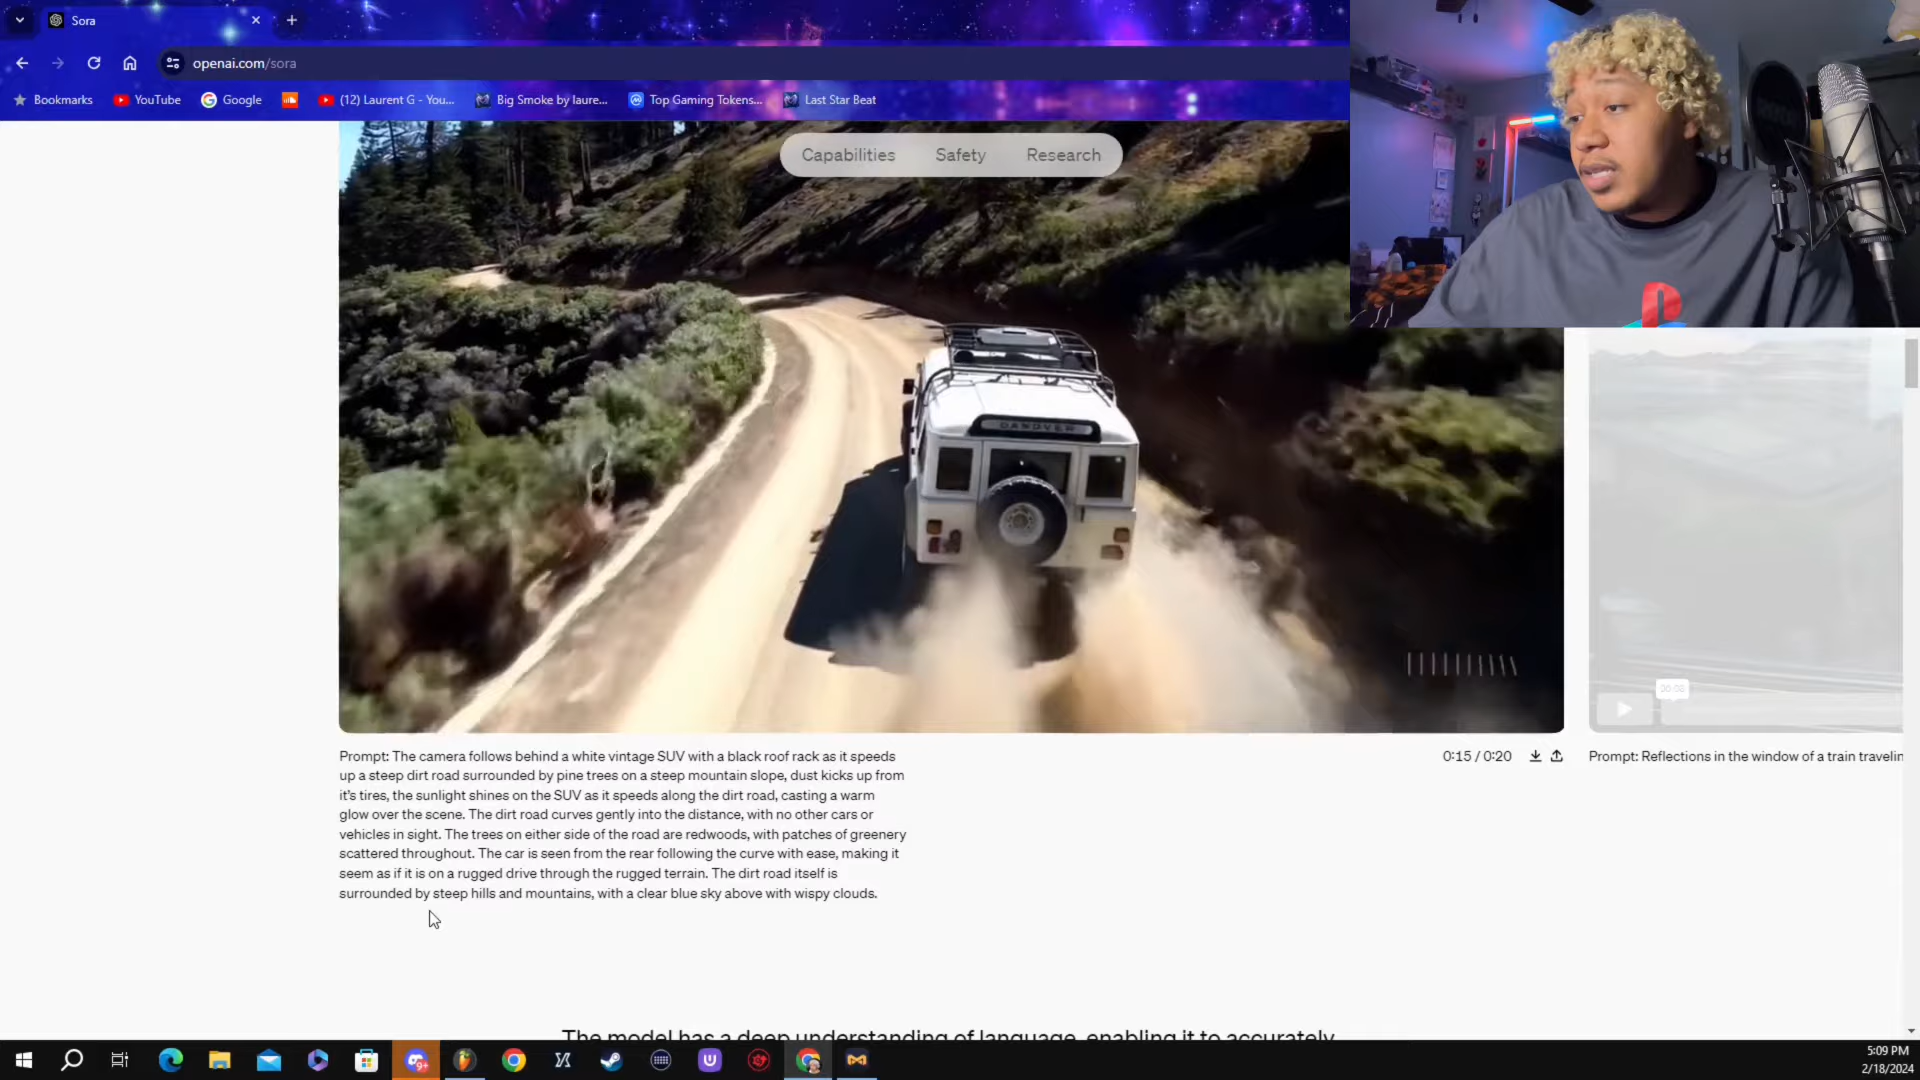 Sora
openai.com/sora
Bookmarks
YouTube
Google
(12) Laurent G - You...
Big Smoke by laure...
Top Gaming Tokens...
Last Star Beat
Capabilities
Safety
Research
DANOVER
Prompt: The camera follows behind a white vintage SUV with a black roof rack as it speeds
up a steep dirt road surrounded by pine trees on a steep mountain slope, dust kicks up from
it's tires, the sunlight shines on the SUV as it speeds along the dirt road, casting a warm
glow over the scene. The dirt road curves gently into the distance, with no other cars or
vehicles in sight. The trees on either side of the road are redwoods, with patches of greenery
scattered throughout. The car is seen from the rear following the curve with ease, making it
seem as if it is on a rugged drive through the rugged terrain. The dirt road itself is
surrounded by steep hills and mountains, with a clear blue sky above with wispy clouds.
0:15 / 0:20
Prompt: Reflections in the window of a train travelin
The model has a deep understanding of language, enabling it to accurately
9+
5:09 PM
2/18/2024